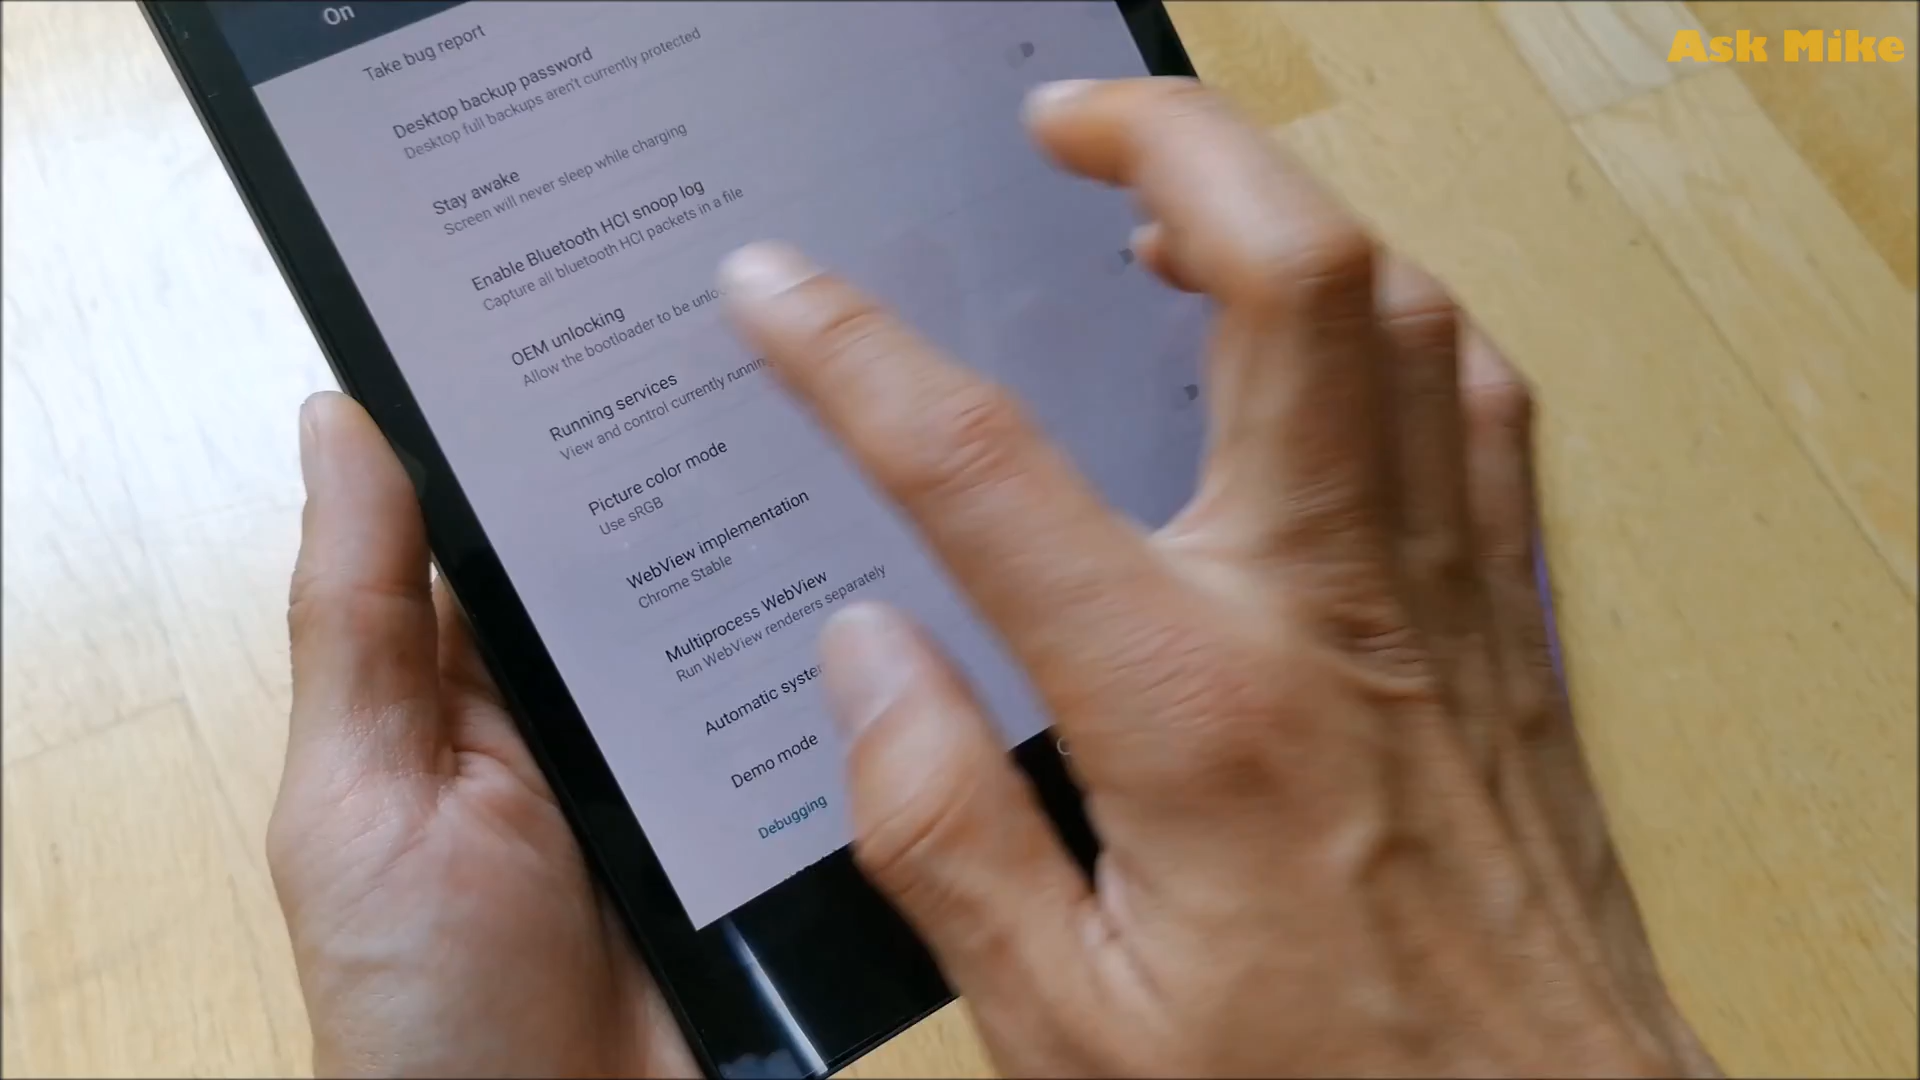 Ask Mike
On
Take bug report
Desktop backup password
Desktop full backups aren't currently protected
Stay awake
Screen will never sleep while charging
Enable Bluetooth HCI snoop log
Capture all bluetooth HCI packets in a file
OEM unlocking
Allow the bootloader to be
Running services
View and control currently running
Picture color mode
Use sRGB
WebView implementation
Chrome Stable
Multiprocess WebView
Run WebView renderers separately
Automatic
Demo mode
Debugging